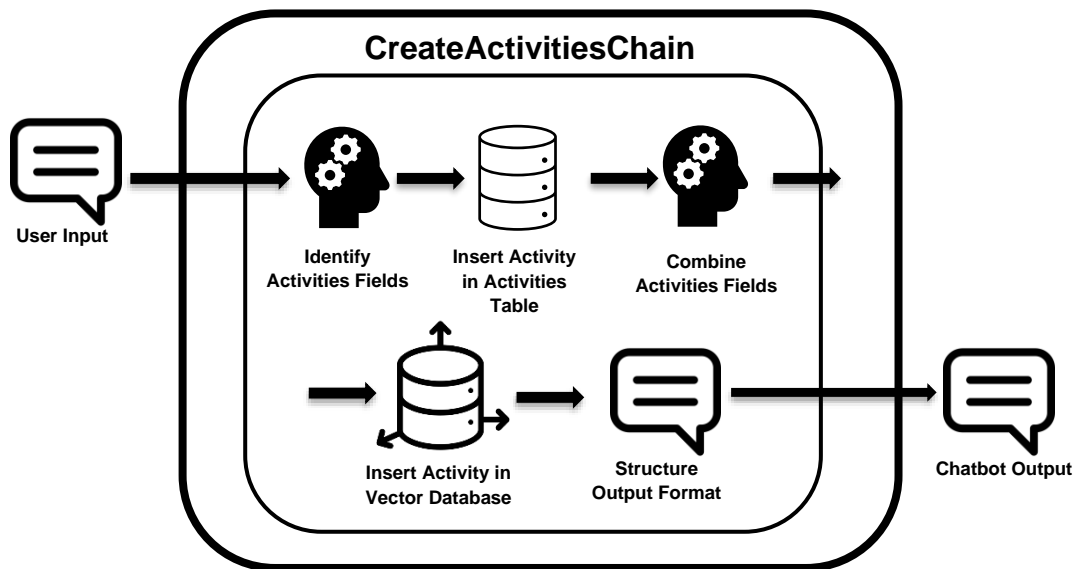 CreateActivitiesChain
User Input
Identify
Activities Fields
Insert Activity
in Activities
Table
Combine
Activities Fields
Insert Activity in
Vector Database
Structure
Output Format
Chatbot Output